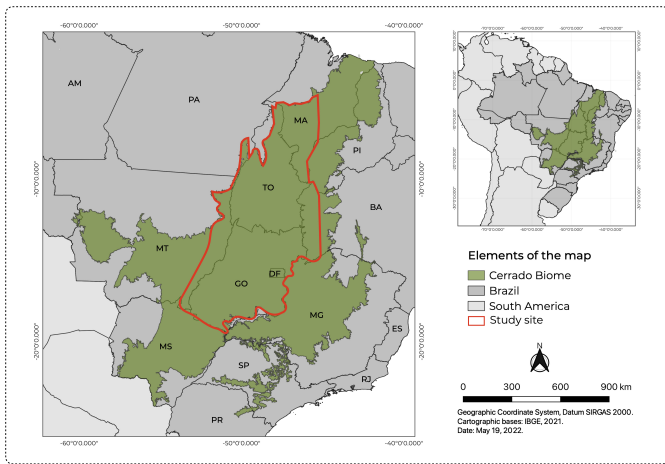 -60°0'0.000"
-50°0'0.000"
-40°0'0.000"
AM
PA
MA
PI
TO
BA
MT
DF
GO
MG
MS
ES
SP
RJ
PR
-10°0'0.000"
-20°0'0.000"
-10°0'0.000"
-20°0'0.000"
-60°0'0.000"
-50°0'0.000"
-40°0'0.000"
Elements of the map
Cerrado Biome
Brazil
South America
Study site
N
0 300 600 900 km
Geographic Coordinate System, Datum SIRGAS 2000.
Cartographic bases: IBGE, 2021.
Date: May 19, 2022.